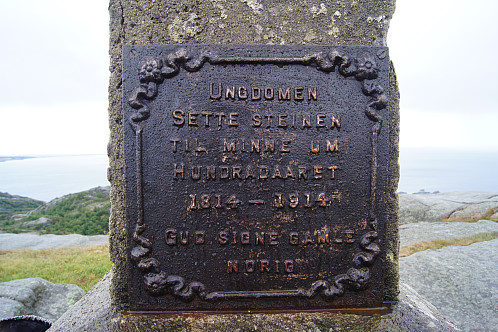 UNGDOMEN
SETTE STEINEN
TIL MINNE UM
HUNDRADAARET
1814 - 1914
GUD SIGNE GAMLE
NORIG